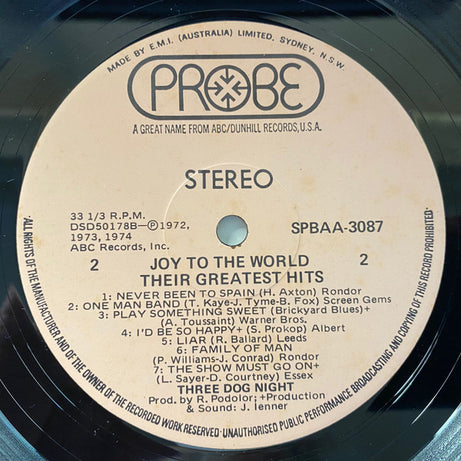 MADE BY E.M.I. (AUSTRALIA) LIMITED, SYDNEY, N.S.W.
PROBE
A GREAT NAME FROM ABC/DUNHILL RECORDS, U.S.A.
STEREO
33 1/3 R.P.M.
DSD50178B—Ⓟ1972,
1973, 1974
ABC Records, Inc.
SPBAA-3087
2 JOY TO THE WORLD 2
THEIR GREATEST HITS
1: NEVER BEEN TO SPAIN (H. Axton) Rondor
2: ONE MAN BAND (T. Kaye-J. Tyme-B. Fox) Screen Gems
3: PLAY SOMETHING SWEET (Brickyard Blues)+
(A. Toussaint) Warner Bros.
4: I'D BE SO HAPPY+ (S. Prokop) Albert
5: LIAR (R. Ballard) Leeds
6: FAMILY OF MAN
(P. Williams-J. Conrad) Rondor
7: THE SHOW MUST GO ON+
(L. Sayer-D. Courtney) Essex
THREE DOG NIGHT
Prod. by R. Podolor; +Production
& Sound: J. Ienner
ALL RIGHTS OF THE MANUFACTURER AND OF THE OWNER OF THE RECORDED WORK RESERVED·UNAUTHORISED PUBLIC PERFORMANCE BROADCASTING AND COPYING OF THIS RECORD PROHIBITED